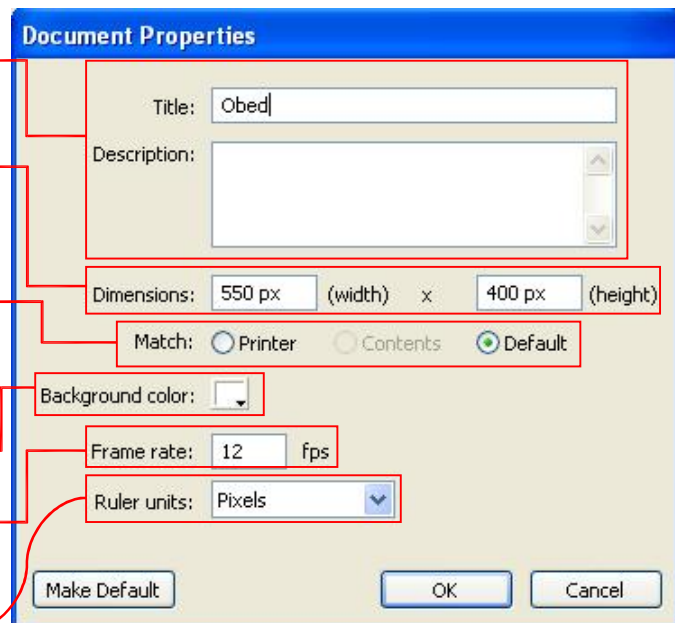 Document Properties
Title: Obed
Description:
Dimensions: 550 px (width) x 400 px (height)
Match: Printer Contents Default
Background color:
Frame rate: 12 fps
Ruler units: Pixels
Make Default OK Cancel